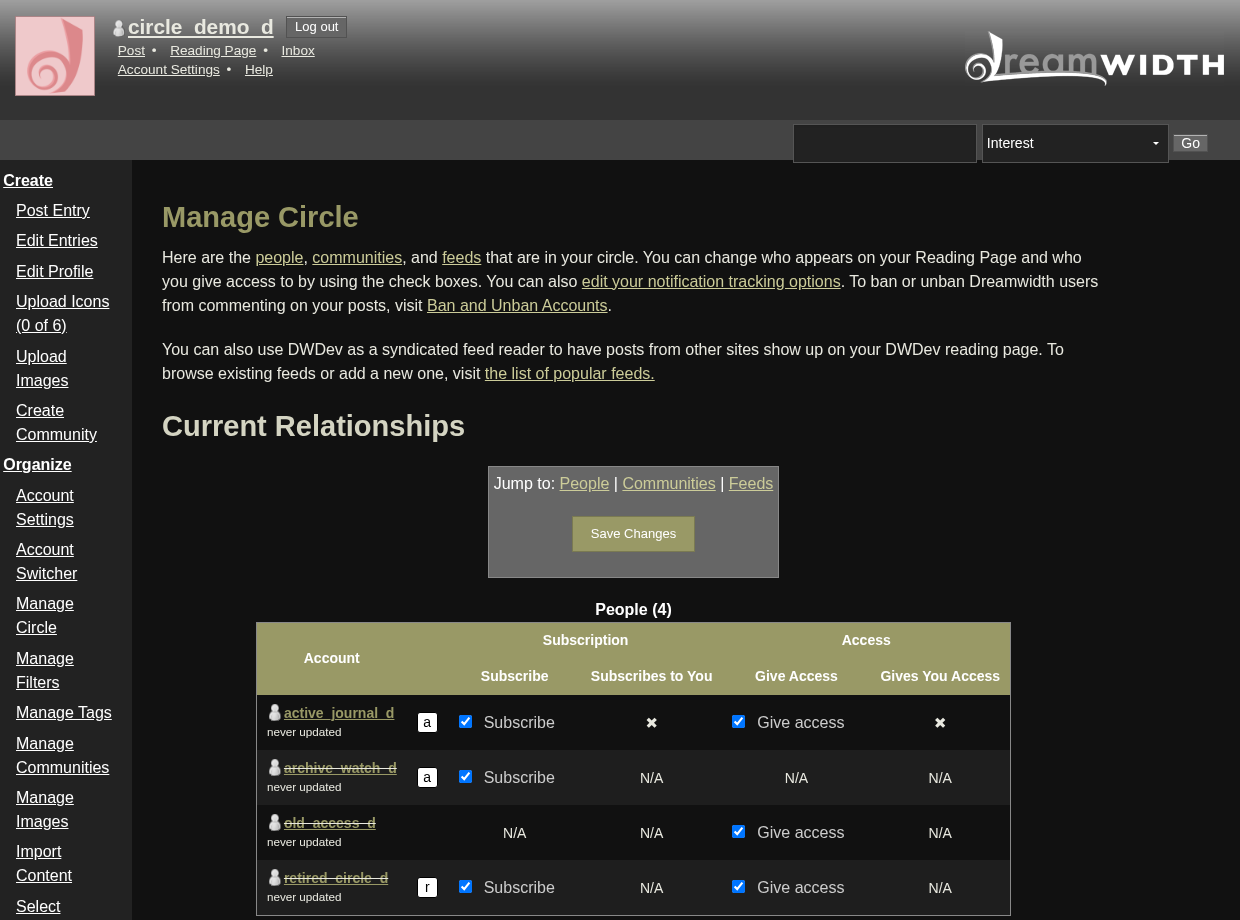 circle_demo_d Log out
Post • Reading Page • Inbox
Account Settings • Help
dreamWIDTH
Interest Go
Create
Post Entry
Edit Entries
Edit Profile
Upload Icons
(0 of 6)
Upload
Images
Create
Community
Organize
Account
Settings
Account
Switcher
Manage
Circle
Manage
Filters
Manage Tags
Manage
Communities
Manage
Images
Import
Content
Select
Manage Circle
Here are the people, communities, and feeds that are in your circle. You can change who appears on your Reading Page and who
you give access to by using the check boxes. You can also edit your notification tracking options. To ban or unban Dreamwidth users
from commenting on your posts, visit Ban and Unban Accounts.
You can also use DWDev as a syndicated feed reader to have posts from other sites show up on your DWDev reading page. To
browse existing feeds or add a new one, visit the list of popular feeds.
Current Relationships
Jump to: People | Communities | Feeds
Save Changes
People (4)
Subscription Access
Account
Subscribe Subscribes to You Give Access Gives You Access
active_journal_d a Subscribe ✖ Give access ✖
never updated
archive_watch_d a Subscribe N/A N/A N/A
never updated
old_access_d N/A N/A Give access N/A
never updated
retired_circle_d r Subscribe N/A Give access N/A
never updated